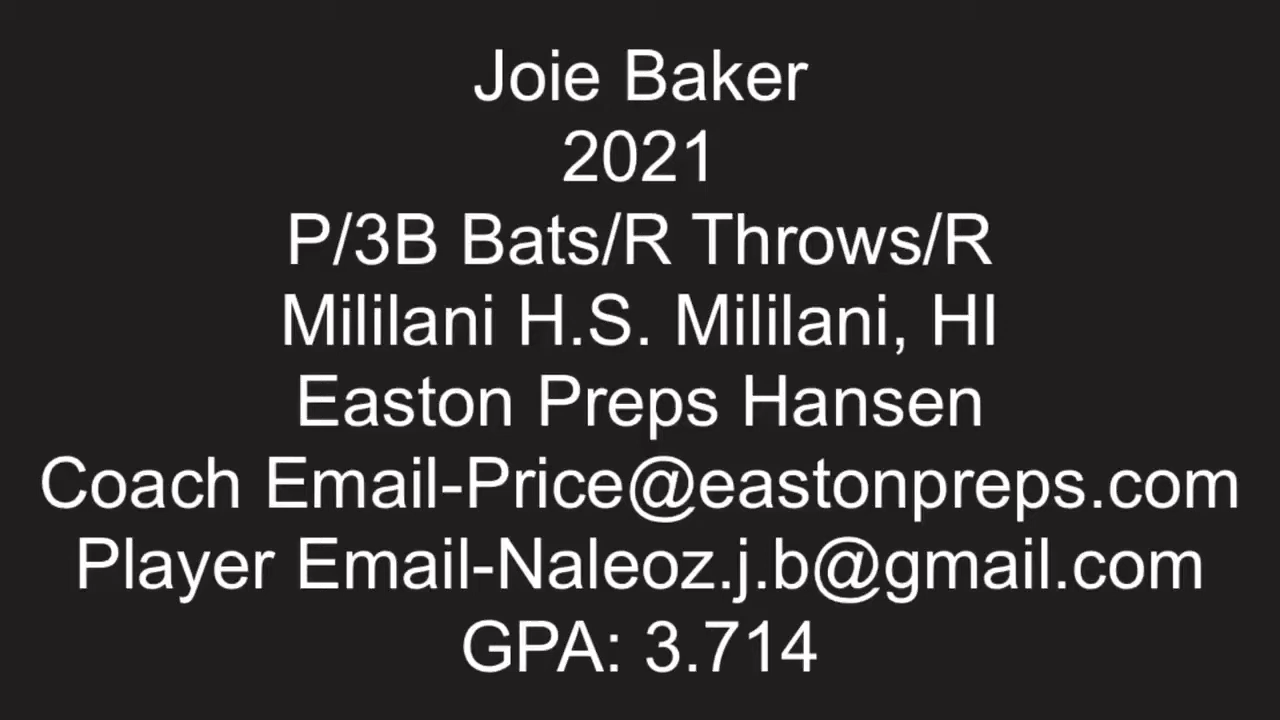 Joie Baker
2021
P/3B Bats/R Throws/R
Mililani H.S. Mililani, HI
Easton Preps Hansen
Coach Email-Price@eastonpreps.com
Player Email-Naleoz.j.b@gmail.com
GPA: 3.714